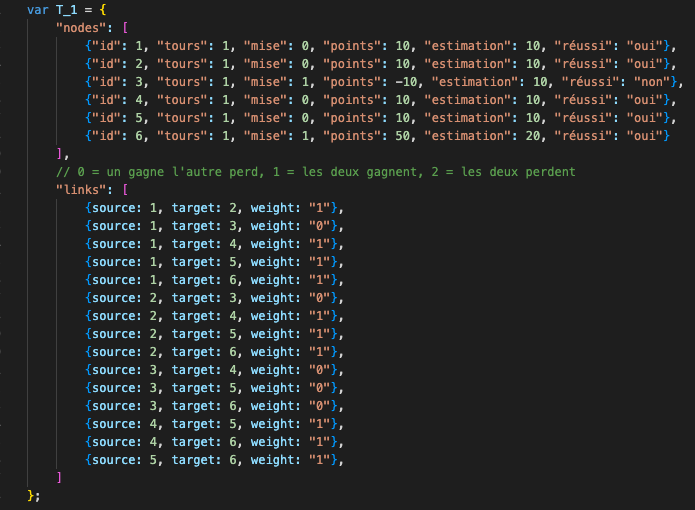 var T_1 = {
"nodes": [
{"id": 1, "tours": 1, "mise": 0, "points": 10, "estimation": 10, "réussi": "oui"},
{"id": 2, "tours": 1, "mise": 0, "points": 10, "estimation": 10, "réussi": "oui"},
{"id": 3, "tours": 1, "mise": 1, "points": -10, "estimation": 10, "réussi": "non"},
{"id": 4, "tours": 1, "mise": 0, "points": 10, "estimation": 10, "réussi": "oui"},
{"id": 5, "tours": 1, "mise": 0, "points": 10, "estimation": 10, "réussi": "oui"},
{"id": 6, "tours": 1, "mise": 1, "points": 50, "estimation": 20, "réussi": "oui"}
],
// 0 = un gagne l'autre perd, 1 = les deux gagnent, 2 = les deux perdent
"links": [
{source: 1, target: 2, weight: "1"},
{source: 1, target: 3, weight: "0"},
{source: 1, target: 4, weight: "1"},
{source: 1, target: 5, weight: "1"},
{source: 1, target: 6, weight: "1"},
{source: 2, target: 3, weight: "0"},
{source: 2, target: 4, weight: "1"},
{source: 2, target: 5, weight: "1"},
{source: 2, target: 6, weight: "1"},
{source: 3, target: 4, weight: "0"},
{source: 3, target: 5, weight: "0"},
{source: 3, target: 6, weight: "0"},
{source: 4, target: 5, weight: "1"},
{source: 4, target: 6, weight: "1"},
{source: 5, target: 6, weight: "1"},
]
};